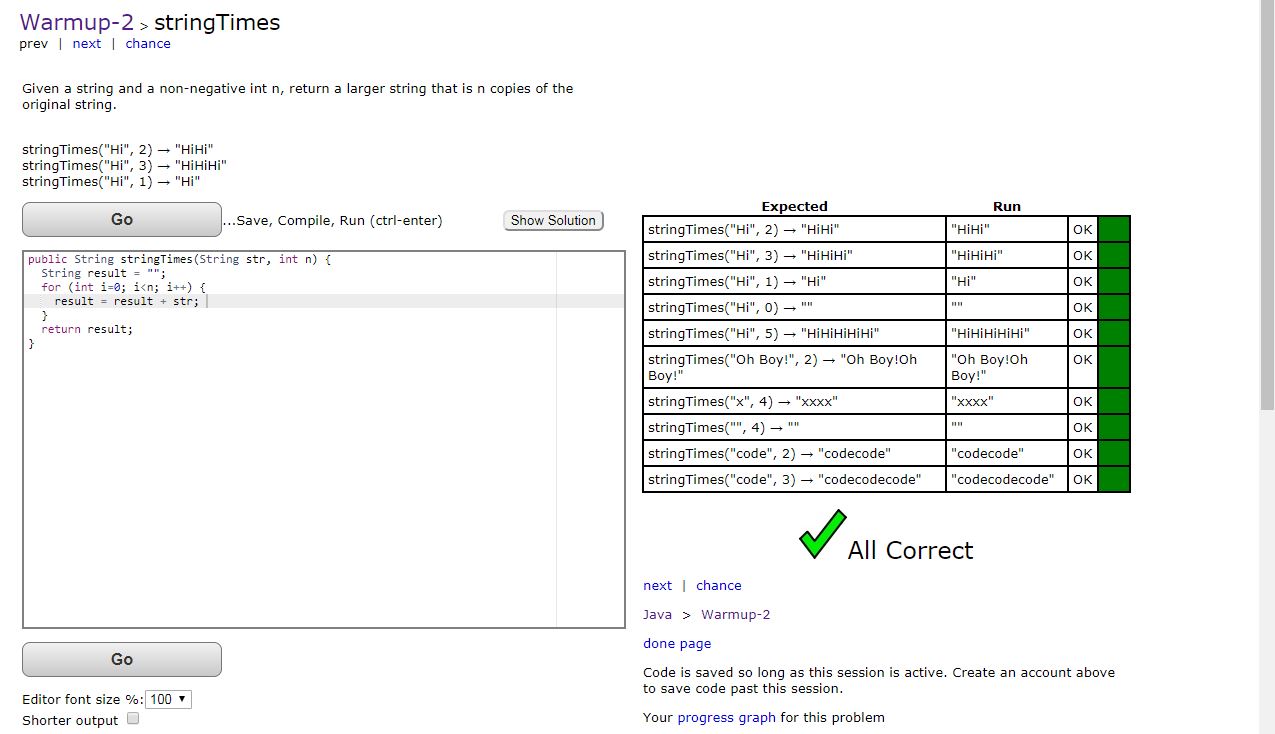 Warmup-2 > stringTimes
prev | next | chance
Given a string and a non-negative int n, return a larger string that is n copies of the
original string.
stringTimes("Hi", 2) → "HiHi"
stringTimes("Hi", 3) → "HiHiHi"
stringTimes("Hi", 1) → "Hi"
Go ...Save, Compile, Run (ctrl-enter) Show Solution
public String stringTimes(String str, int n) {
  String result = "";
  for (int i=0; i<n; i++) {
    result = result + str;
  }
  return result;
}
Go
Editor font size %: 100 ▼
Shorter output
Expected Run
stringTimes("Hi", 2) → "HiHi" "HiHi" OK
stringTimes("Hi", 3) → "HiHiHi" "HiHiHi" OK
stringTimes("Hi", 1) → "Hi" "Hi" OK
stringTimes("Hi", 0) → "" "" OK
stringTimes("Hi", 5) → "HiHiHiHiHi" "HiHiHiHiHi" OK
stringTimes("Oh Boy!", 2) → "Oh Boy!Oh "Oh Boy!Oh OK
Boy!" Boy!"
stringTimes("x", 4) → "xxxx" "xxxx" OK
stringTimes("", 4) → "" "" OK
stringTimes("code", 2) → "codecode" "codecode" OK
stringTimes("code", 3) → "codecodecode" "codecodecode" OK
All Correct
next | chance
Java > Warmup-2
done page
Code is saved so long as this session is active. Create an account above
to save code past this session.
Your progress graph for this problem